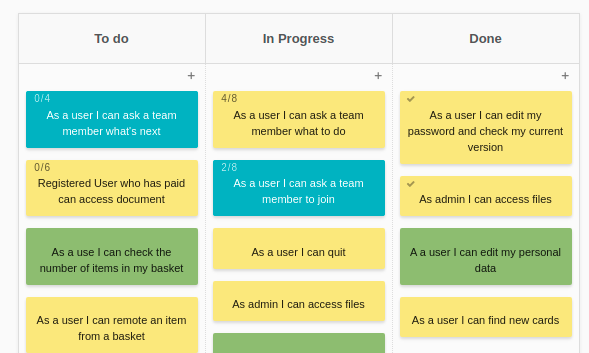 To do
In Progress
Done
+
+
+
0/4
As a user I can ask a team
member what's next
0/6
Registered User who has paid
can access document
As a use I can check the
number of items in my basket
As a user I can remote an item
from a basket
4/8
As a user I can ask a team
member what to do
2/8
As a user I can ask a team
member to join
As a user I can quit
As admin I can access files
As a user I can edit my
password and check my current
version
As admin I can access files
A a user I can edit my personal
data
As a user I can find new cards